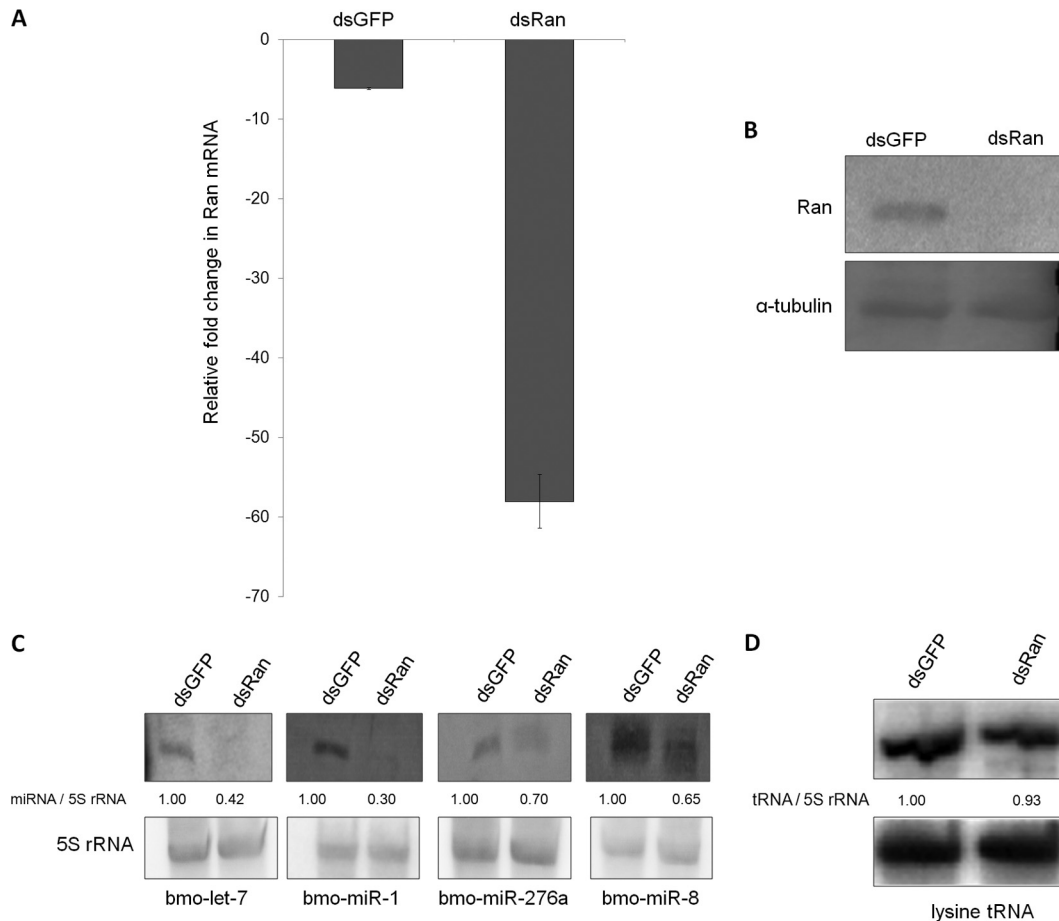 A
dsGFP dsRan
0
-10
-20
-30
-40
-50
-60
-70
Relative fold change in Ran mRNA
B
dsGFP dsRan
Ran
α-tubulin
C
dsGFP dsRan dsGFP dsRan dsGFP dsRan dsGFP dsRan
miRNA / 5S rRNA 1.00 0.42 1.00 0.30 1.00 0.70 1.00 0.65
5S rRNA
bmo-let-7 bmo-miR-1 bmo-miR-276a bmo-miR-8
D
dsGFP dsRan
tRNA / 5S rRNA 1.00 0.93
lysine tRNA